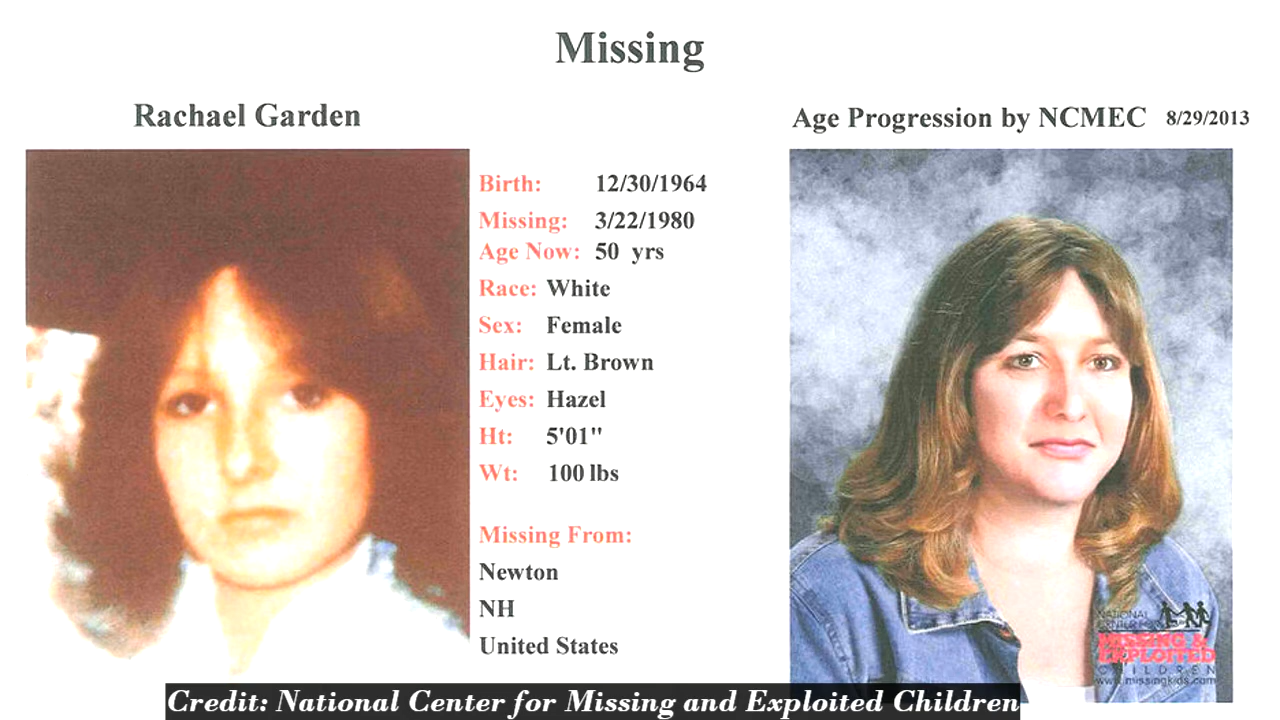 Missing
Rachael Garden
Age Progression by NCMEC 8/29/2013
Birth: 12/30/1964
Missing: 3/22/1980
Age Now: 50 yrs
Race: White
Sex: Female
Hair: Lt. Brown
Eyes: Hazel
Ht: 5'01"
Wt: 100 lbs
Missing From:
Newton
NH
United States
NATIONAL
CENTER FOR
MISSING &
EXPLOITED
CHILDREN
www.missingkids.com
Credit: National Center for Missing and Exploited Children